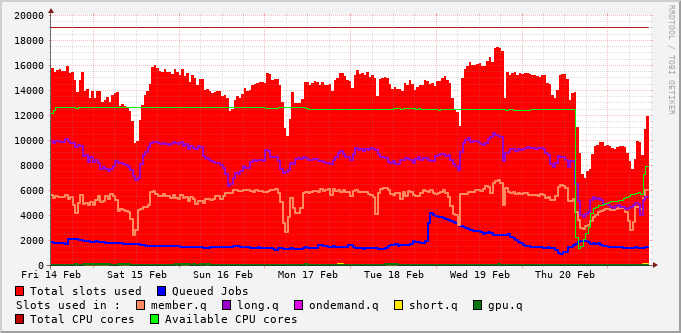 20000
18000
16000
14000
12000
10000
8000
6000
4000
2000
0
Fri 14 Feb Sat 15 Feb Sun 16 Feb Mon 17 Feb Tue 18 Feb Wed 19 Feb Thu 20 Feb
Total slots used Queued Jobs
Slots used in : member.q long.q ondemand.q short.q gpu.q
Total CPU cores Available CPU cores
RRDTOOL / TOBI OETIKER